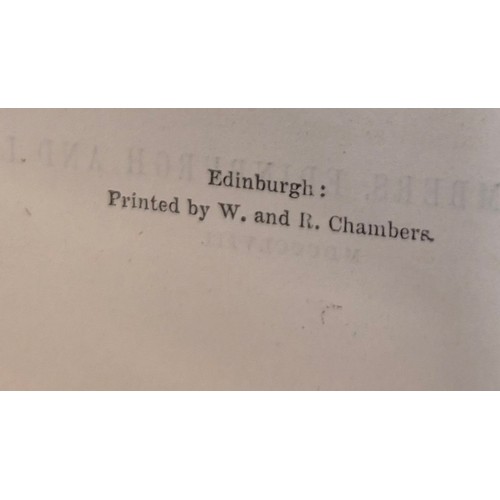 Edinburgh:
Printed by W. and R. Chambers.